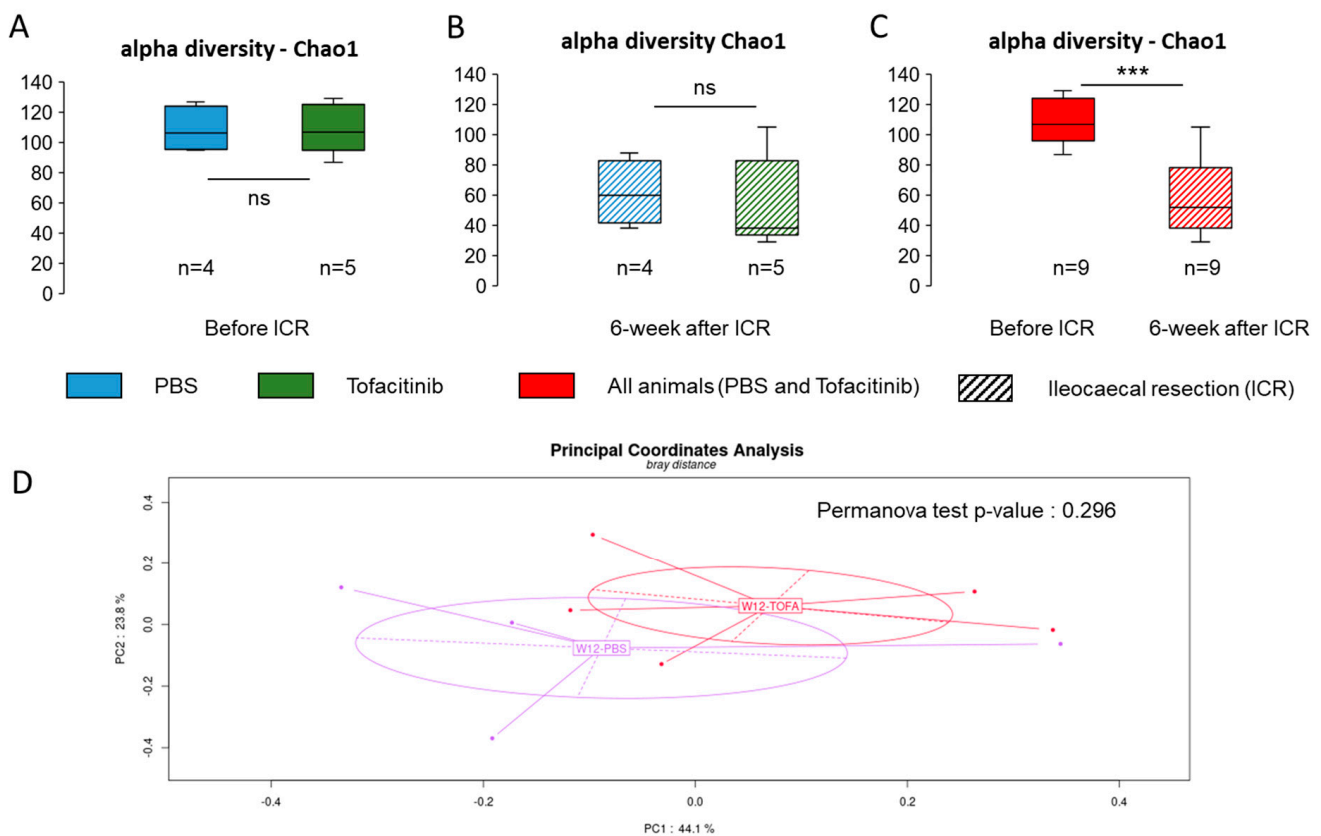 A
alpha diversity - Chao1
140
120
100
80
60
40
20
0
ns
n=4
n=5
Before ICR
B
alpha diversity Chao1
140
120
100
80
60
40
20
0
ns
n=4
n=5
6-week after ICR
C
alpha diversity - Chao1
140
120
100
80
60
40
20
0
***
n=9
n=9
Before ICR
6-week after ICR
PBS
Tofacitinib
All animals (PBS and Tofacitinib)
Ileocaecal resection (ICR)
D
Principal Coordinates Analysis
bray distance
Permanova test p-value : 0.296
PC2 : 23.8 %
0.4
0.2
0.0
-0.2
-0.4
W12-TOFA
W12-PBS
-0.4
-0.2
0.0
0.2
0.4
PC1 : 44.1 %